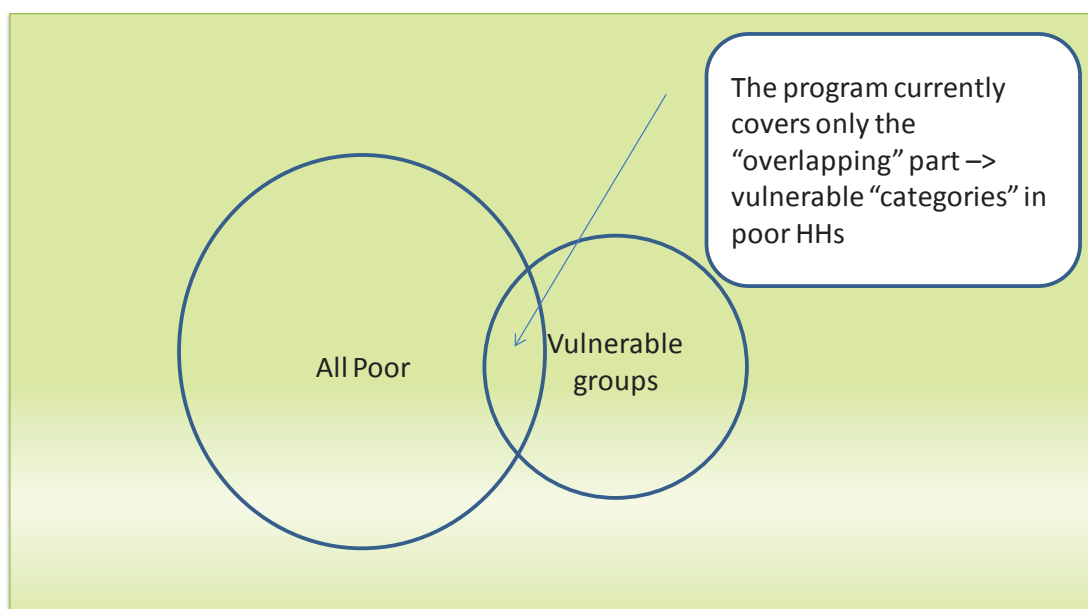 The program currently
covers only the
“overlapping” part –>
vulnerable “categories” in
poor HHs
All Poor
Vulnerable
groups